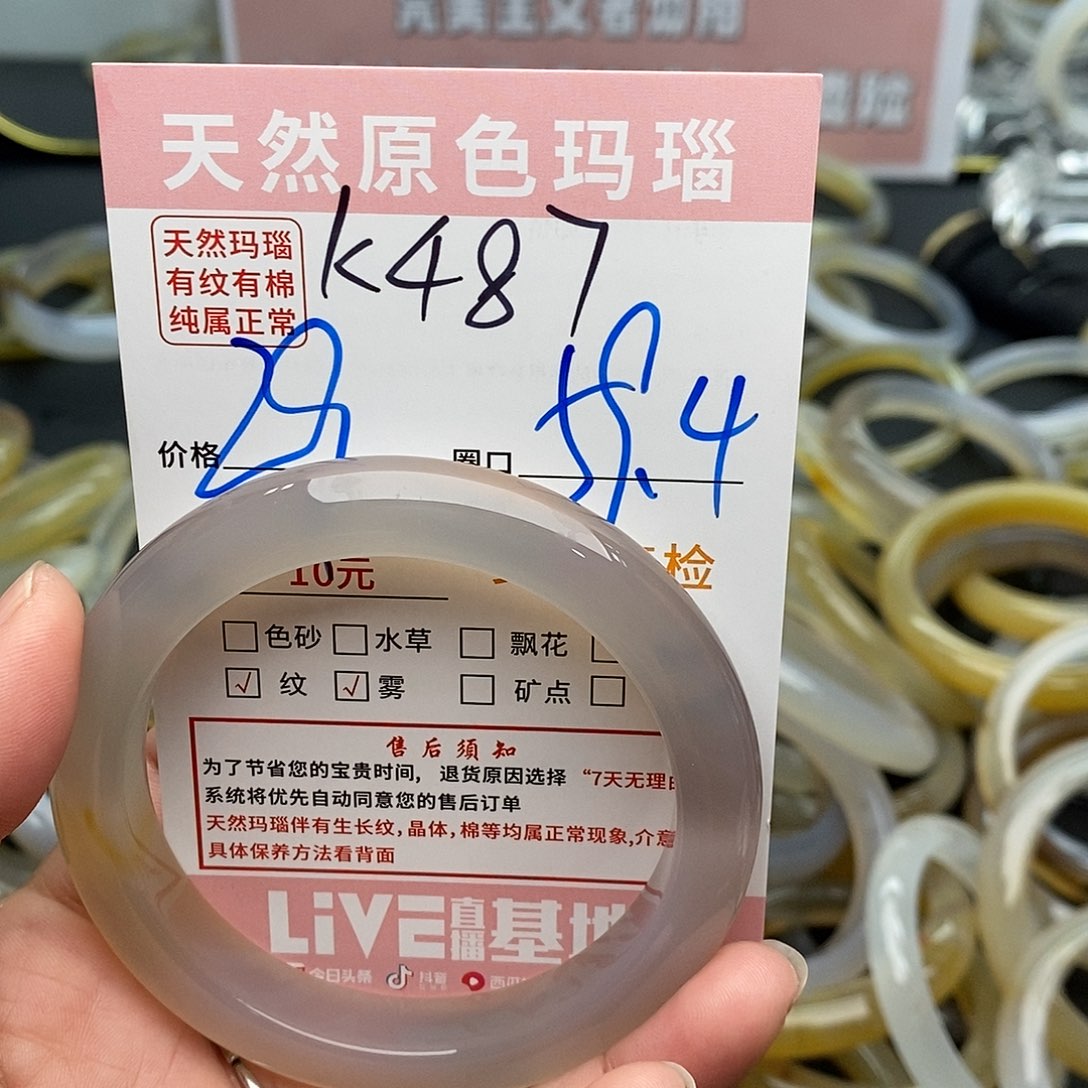 天然原色玛瑙
天然玛瑙
有纹有棉
纯属正常
K487
价格
圈口 58.4
检
10元
色砂 水草 飘花
√ 纹 √ 雾 矿点
售后須知
为了节省您的宝贵时间，退货原因选择 “7天无理由
系统将优先自动同意您的售后订单
天然玛瑙伴有生长纹，晶体，棉等均属正常现象,介意
具体保养方法看背面
LiVE直播基地
今日头条 抖音 西瓜